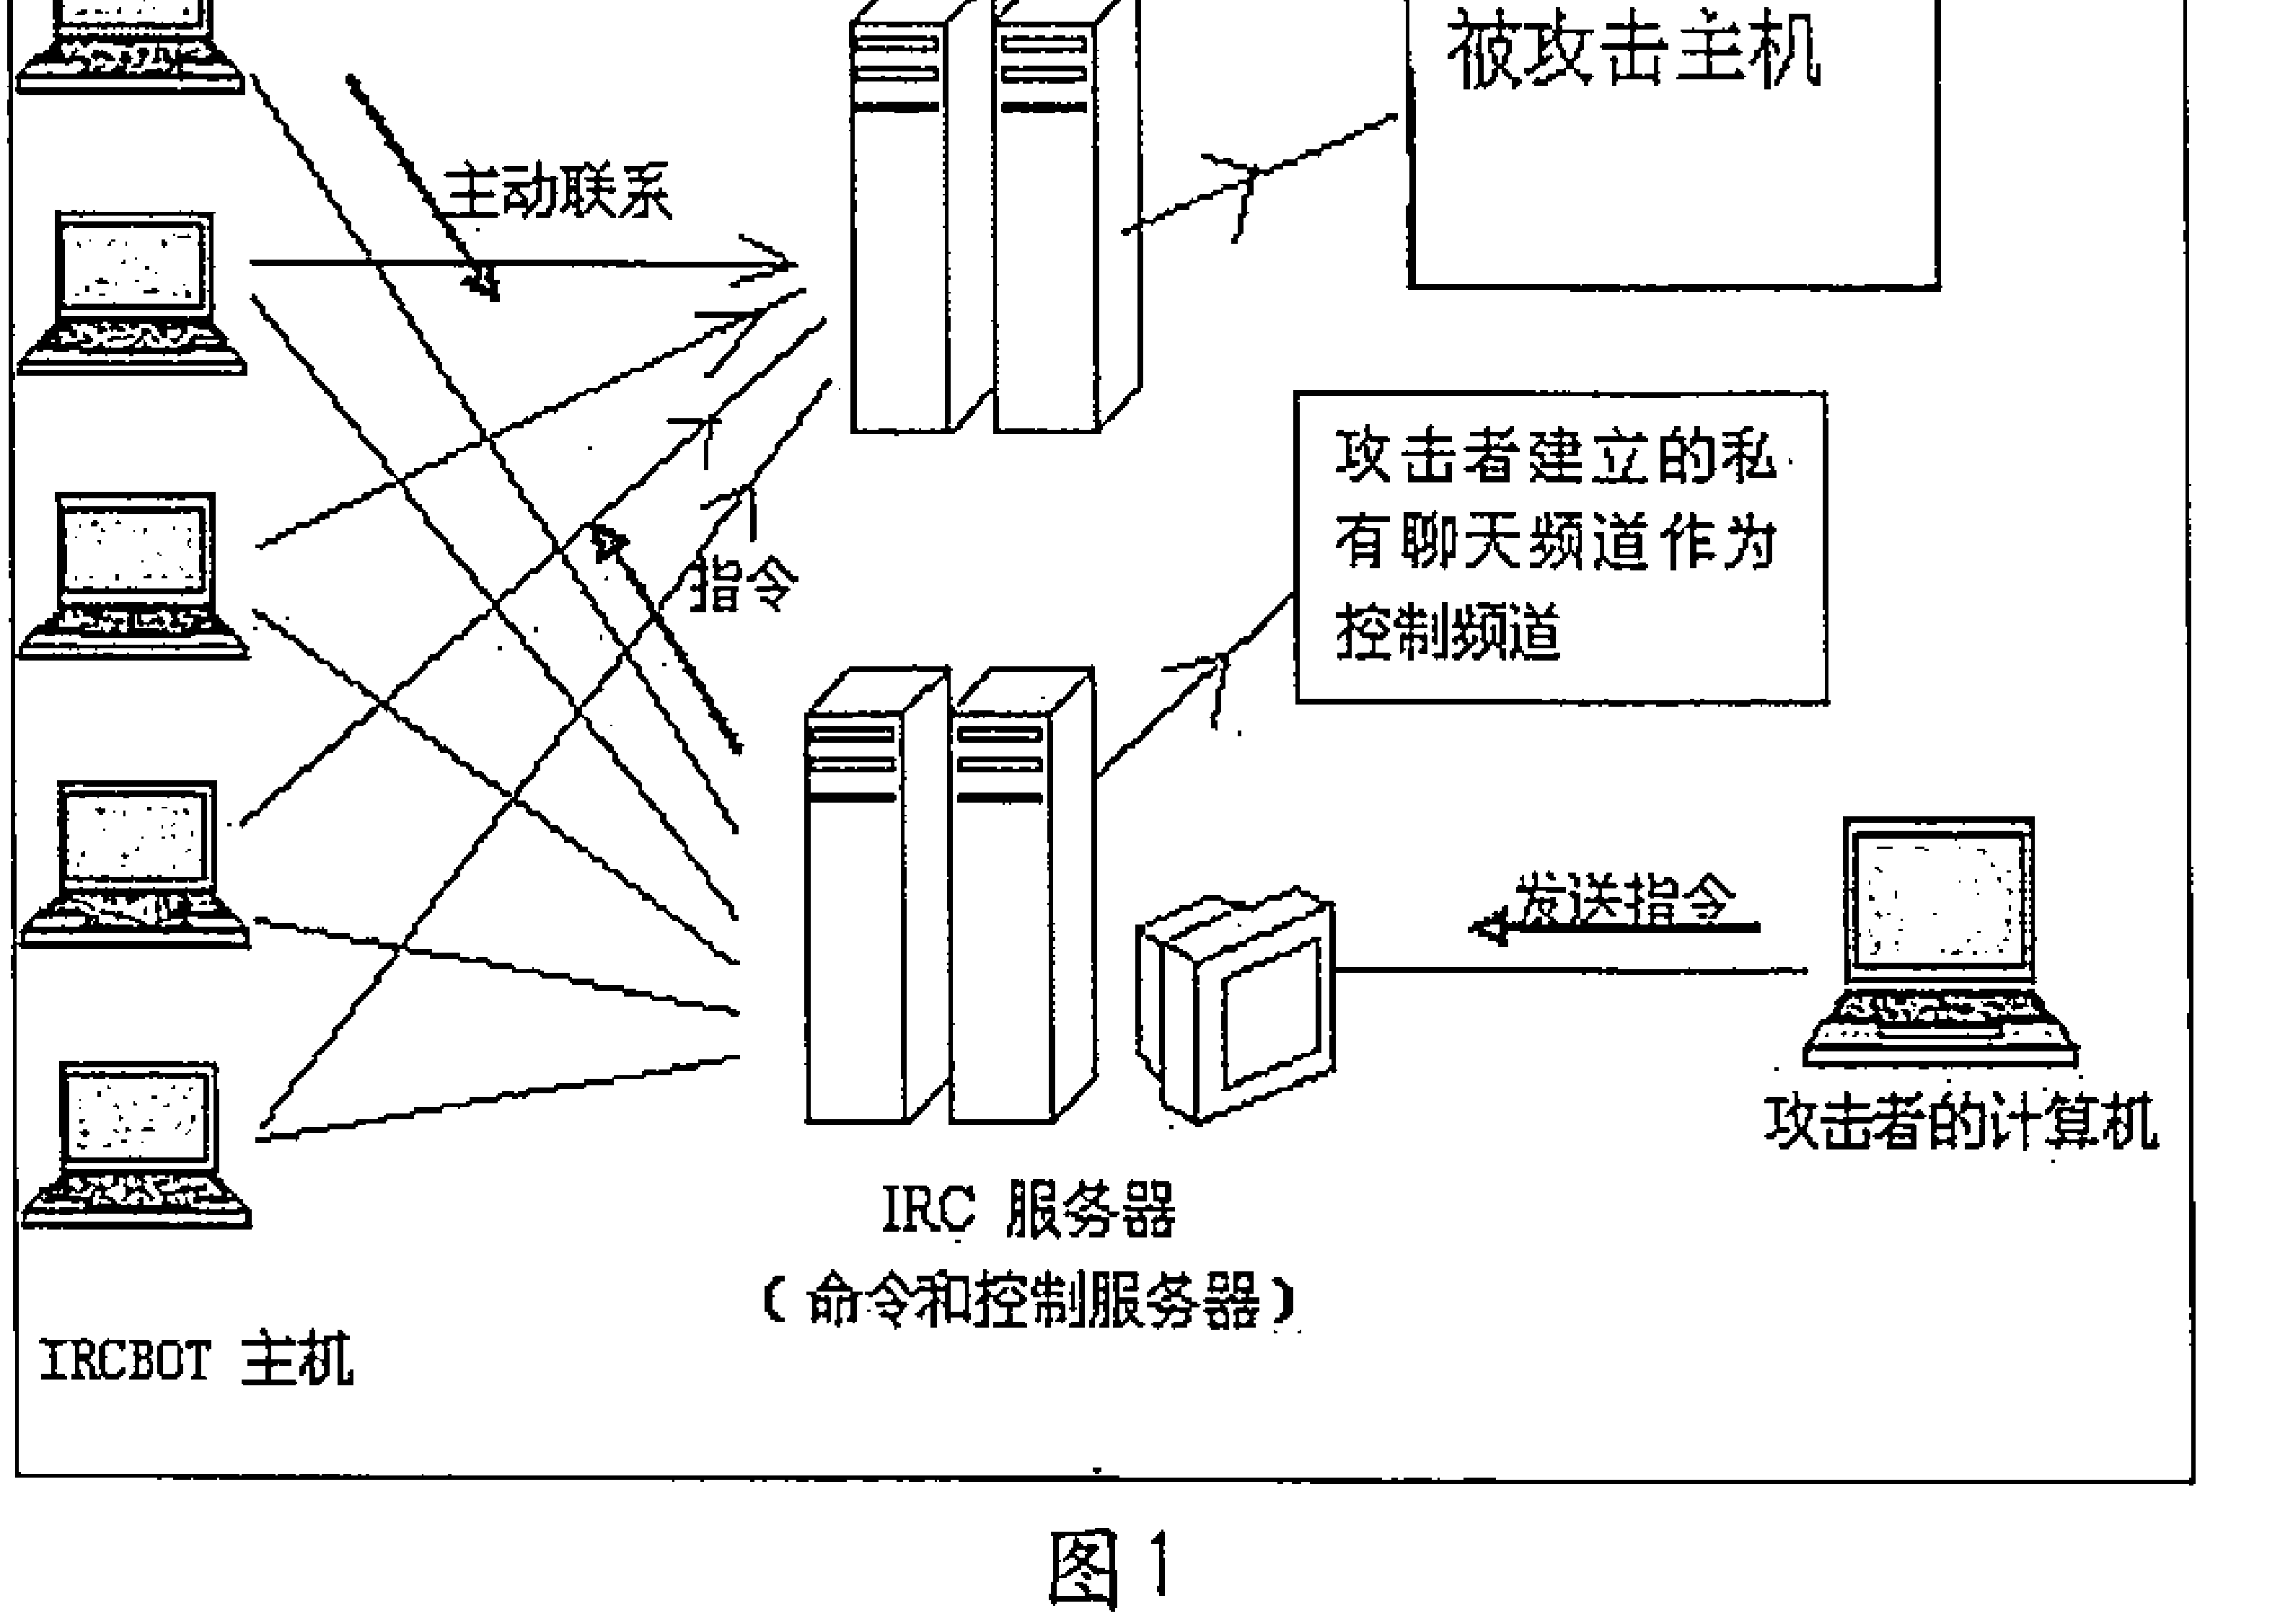 被攻击主机
主动联系
攻击者建立的私
有聊天频道作为
控制频道
指令
发送指令
攻击者的计算机
IRC 服务器
(命令和控制服务器)
IRCBOT 主机
图1